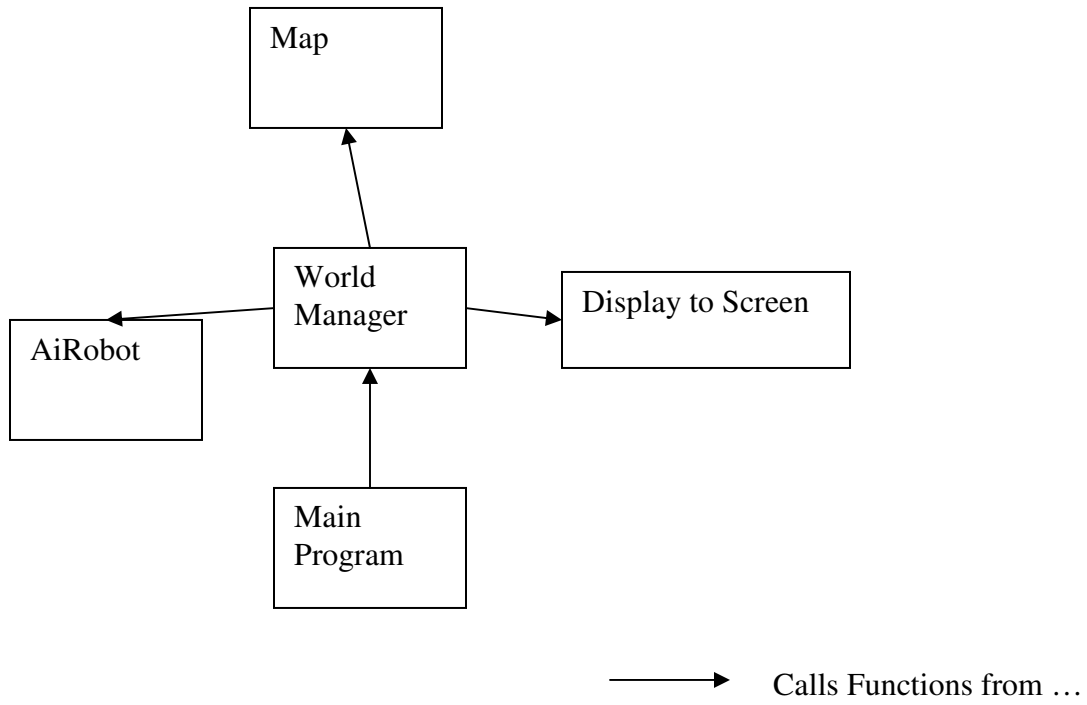 Map
World
Manager
Display to Screen
AiRobot
Main
Program
Calls Functions from …